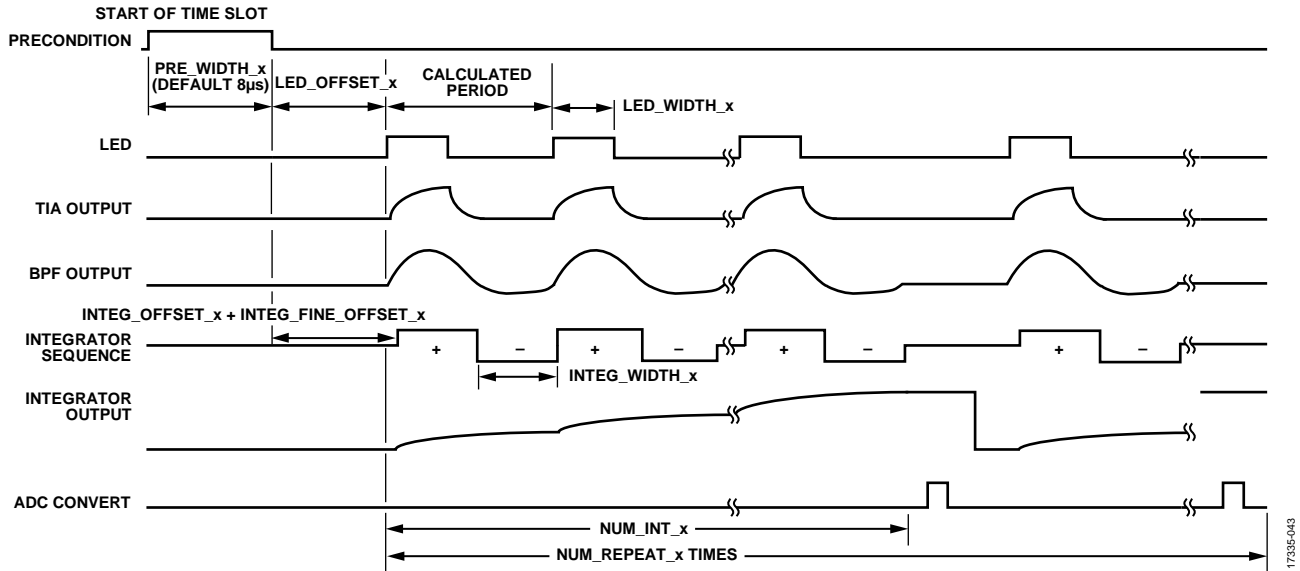 START OF TIME SLOT
PRECONDITION
PRE_WIDTH_x
(DEFAULT 8µs)
LED_OFFSET_x
CALCULATED
PERIOD
LED_WIDTH_x
LED
TIA OUTPUT
BPF OUTPUT
INTEG_OFFSET_x + INTEG_FINE_OFFSET_x
INTEGRATOR
SEQUENCE
+ – + – + – + –
INTEG_WIDTH_x
INTEGRATOR
OUTPUT
ADC CONVERT
NUM_INT_x
NUM_REPEAT_x TIMES
17335-043